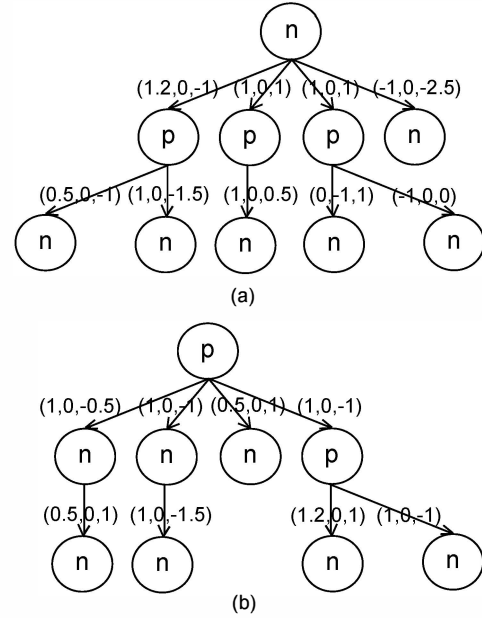 n
(1.2,0,-1) (1,0,1) (1,0,1) (-1,0,-2.5)
p p p n
(0.5,0,-1) (1,0,-1.5) (1,0,0.5) (0,-1,1) (-1,0,0)
n n n n n
(a)
p
(1,0,-0.5) (1,0,-1) (0.5,0,1) (1,0,-1)
n n n p
(0.5,0,1) (1,0,-1.5) (1.2,0,1) (1,0,-1)
n n n n
(b)